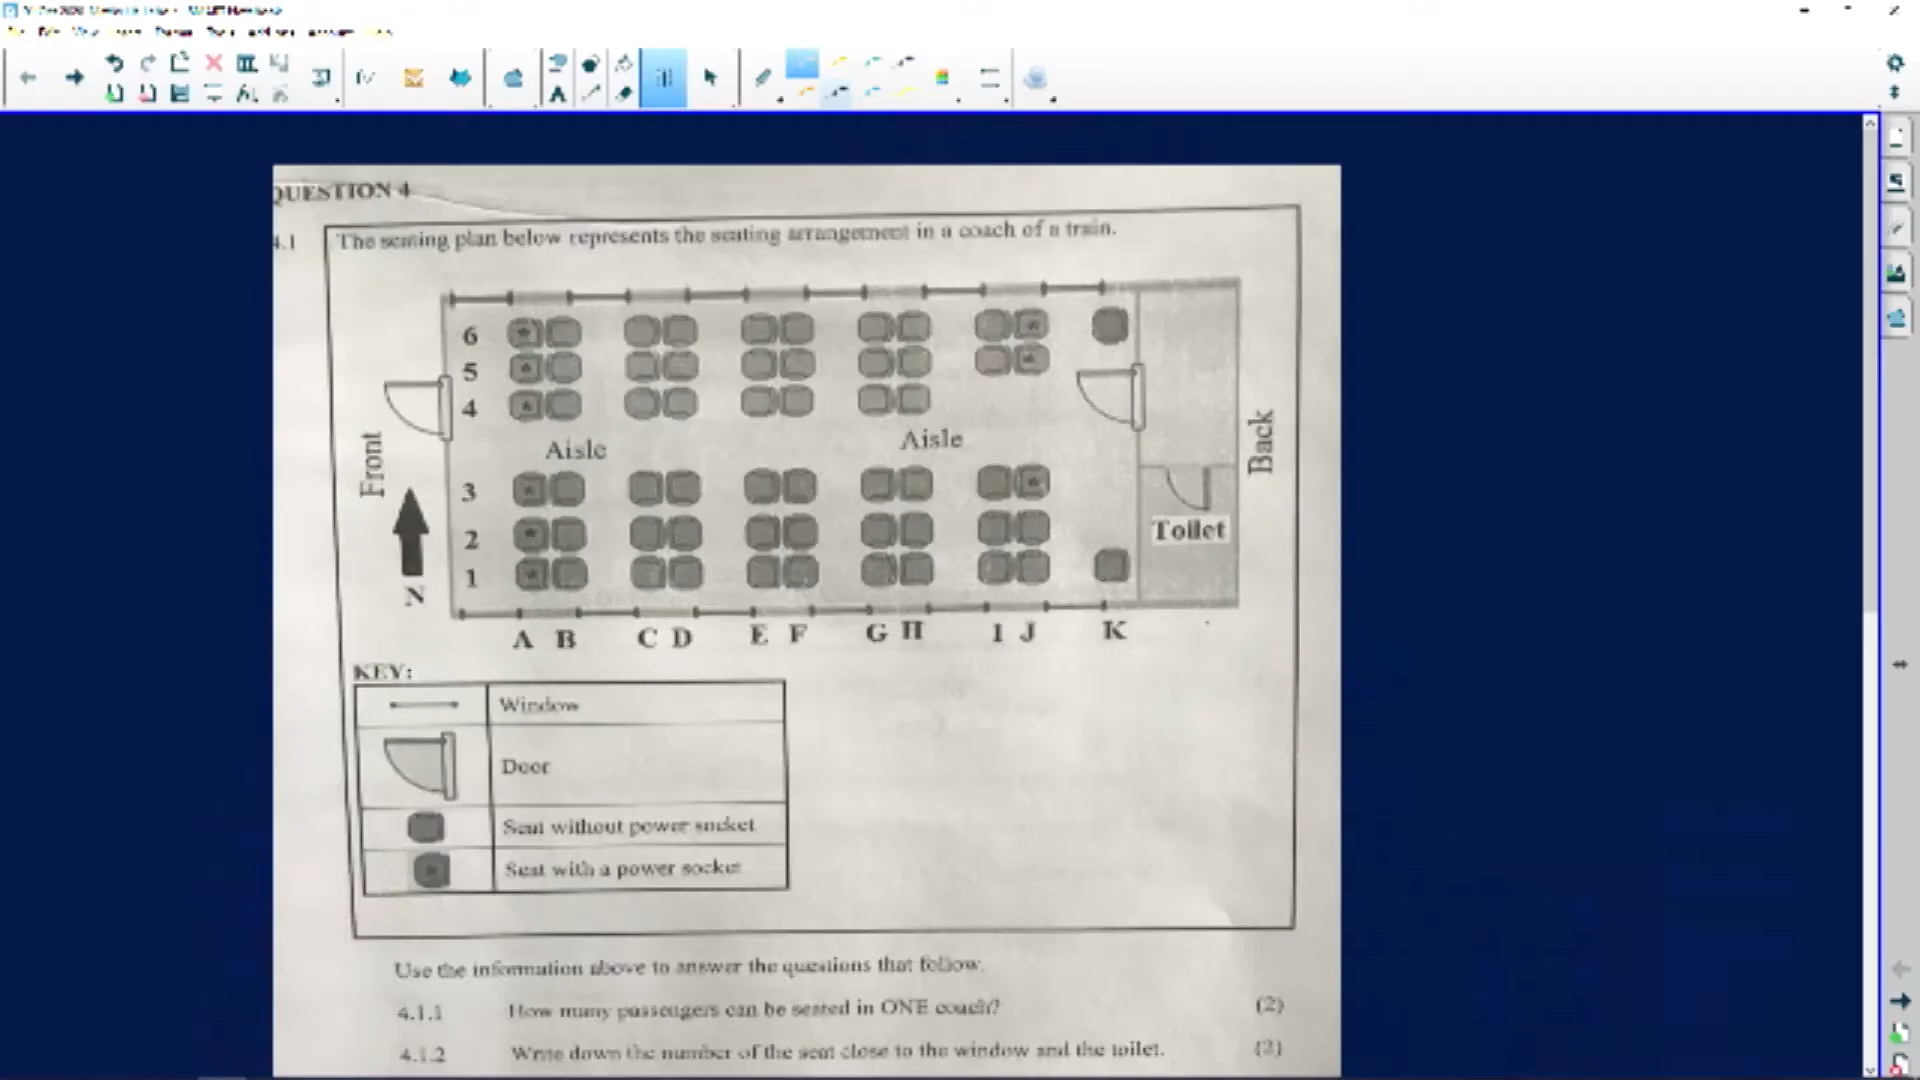 QUESTION 4
4.1 The seating plan below represents the seating arrangement in a coach of a train.
6
5
4
Aisle Aisle
Front
Back
3
2
1
N
Toilet
A B C D E F G H I J K
KEY:
Window
Door
Seat without power socket
Seat with a power socket
Use the information above to answer the questions that follow.
4.1.1 How many passengers can be seated in ONE coach? (2)
4.1.2 Write down the number of the seat close to the window and the toilet. (2)